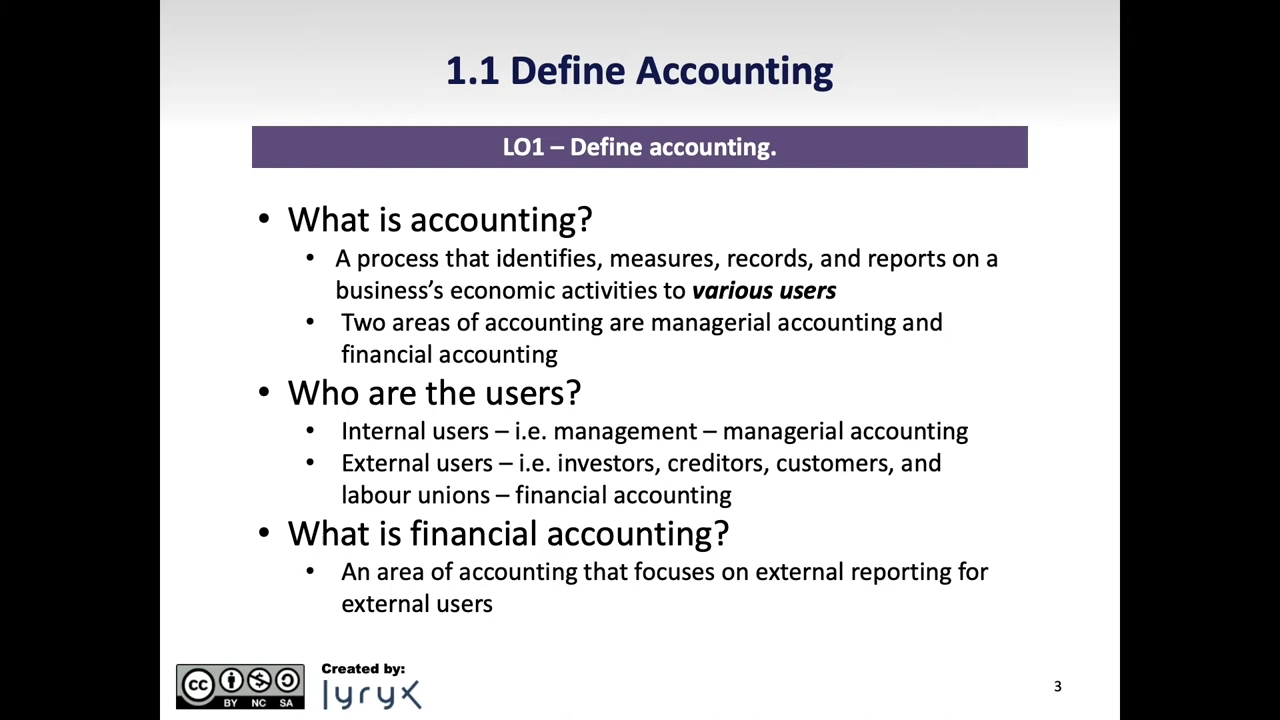 1.1 Define Accounting
LO1 – Define accounting.
• What is accounting?
• A process that identifies, measures, records, and reports on a
business's economic activities to various users
• Two areas of accounting are managerial accounting and
financial accounting
• Who are the users?
• Internal users – i.e. management – managerial accounting
• External users – i.e. investors, creditors, customers, and
labour unions – financial accounting
• What is financial accounting?
• An area of accounting that focuses on external reporting for
external users
cc BY NC SA
Created by:
lyryx
3